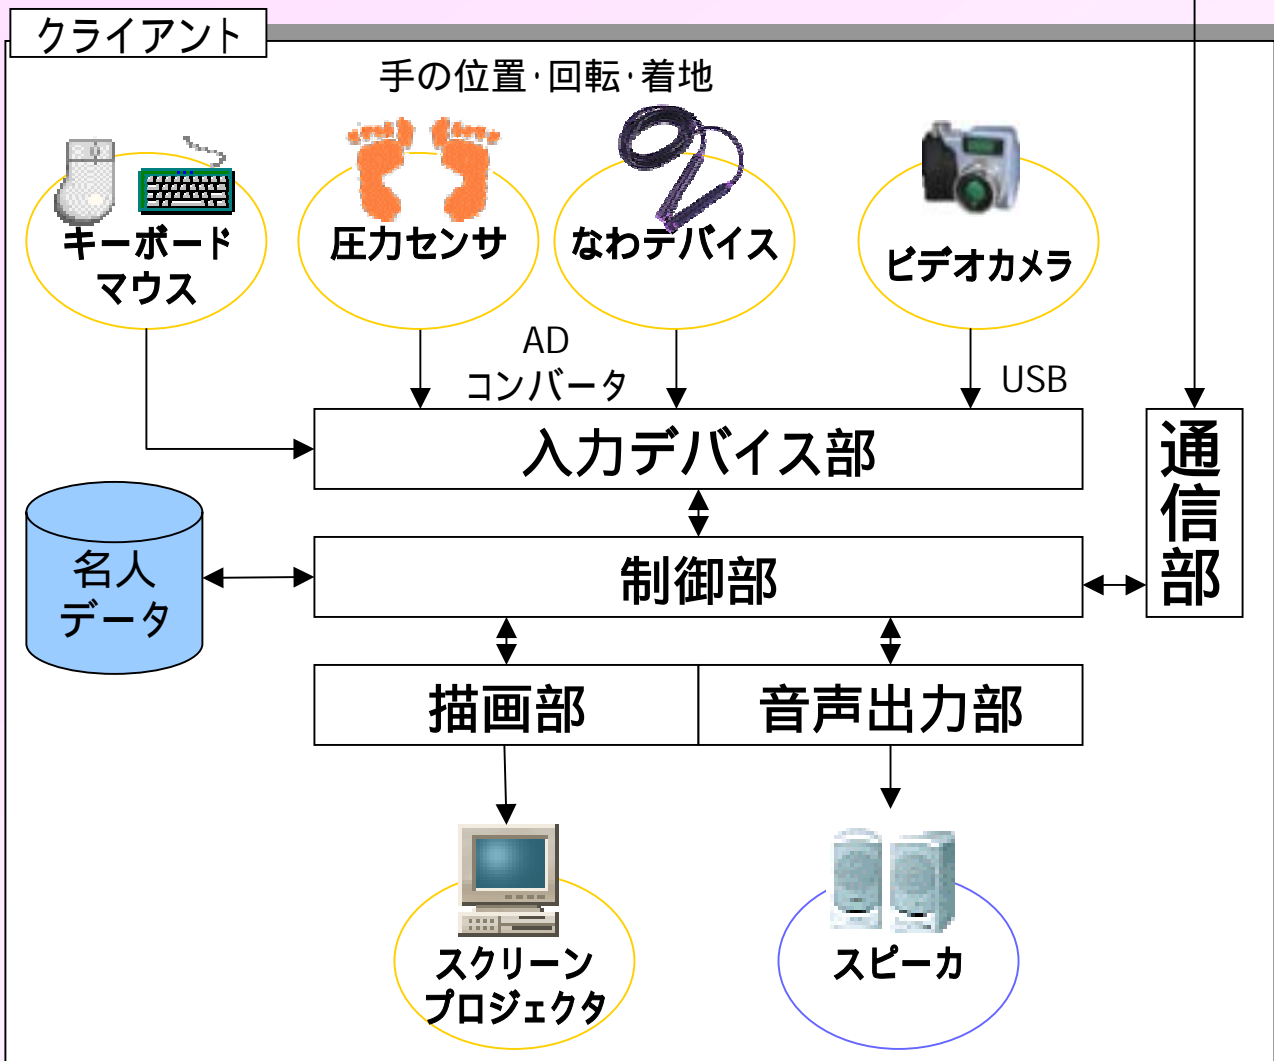 クライアント
手の位置・回転・着地
キーボード
マウス
圧力センサ
なわデバイス
ビデオカメラ
AD
コンバータ
USB
入力デバイス部
通信部
名人
データ
制御部
描画部
音声出力部
スクリーン
プロジェクタ
スピーカ